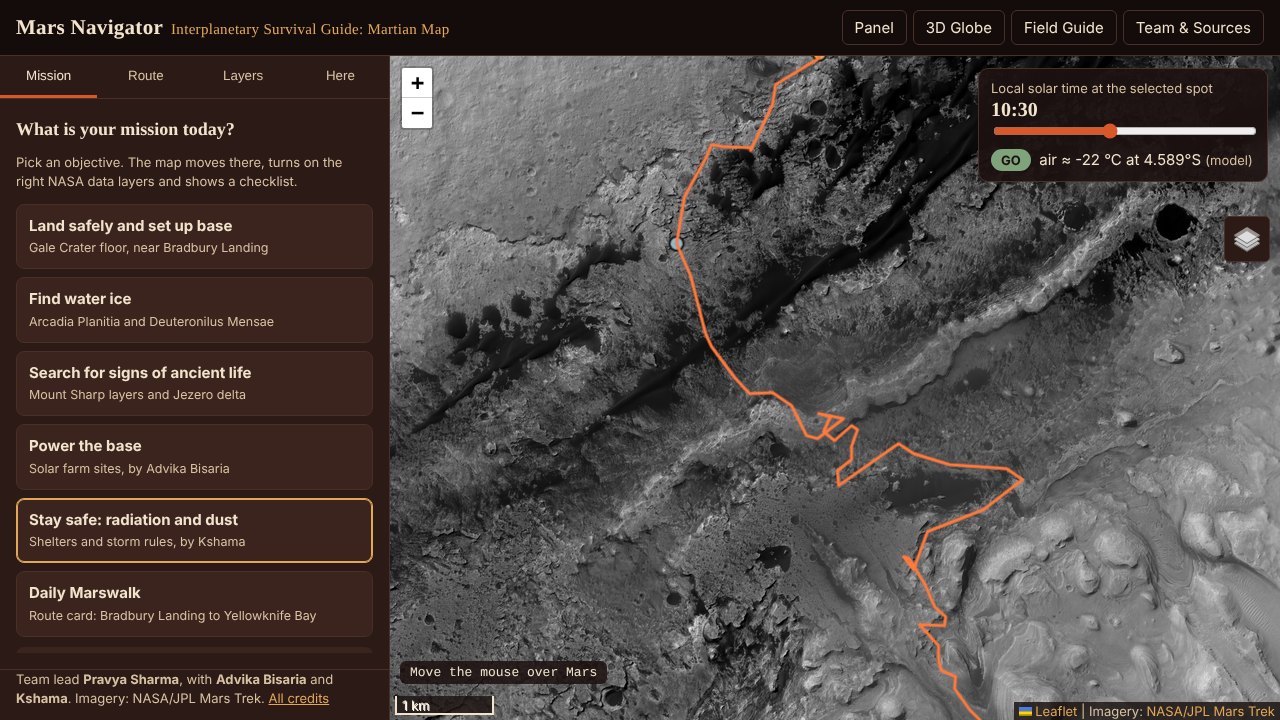 Mars Navigator Interplanetary Survival Guide: Martian Map
Panel
3D Globe
Field Guide
Team & Sources
Mission
Route
Layers
Here
What is your mission today?
Pick an objective. The map moves there, turns on the
right NASA data layers and shows a checklist.
Land safely and set up base
Gale Crater floor, near Bradbury Landing
Find water ice
Arcadia Planitia and Deuteronilus Mensae
Search for signs of ancient life
Mount Sharp layers and Jezero delta
Power the base
Solar farm sites, by Advika Bisaria
Stay safe: radiation and dust
Shelters and storm rules, by Kshama
Daily Marswalk
Route card: Bradbury Landing to Yellowknife Bay
Team lead Pravya Sharma, with Advika Bisaria and
Kshama. Imagery: NASA/JPL Mars Trek. All credits
+
−
Local solar time at the selected spot
10:30
GO air ≈ -22 °C at 4.589°S (model)
Move the mouse over Mars
1 km
Leaflet | Imagery: NASA/JPL Mars Trek